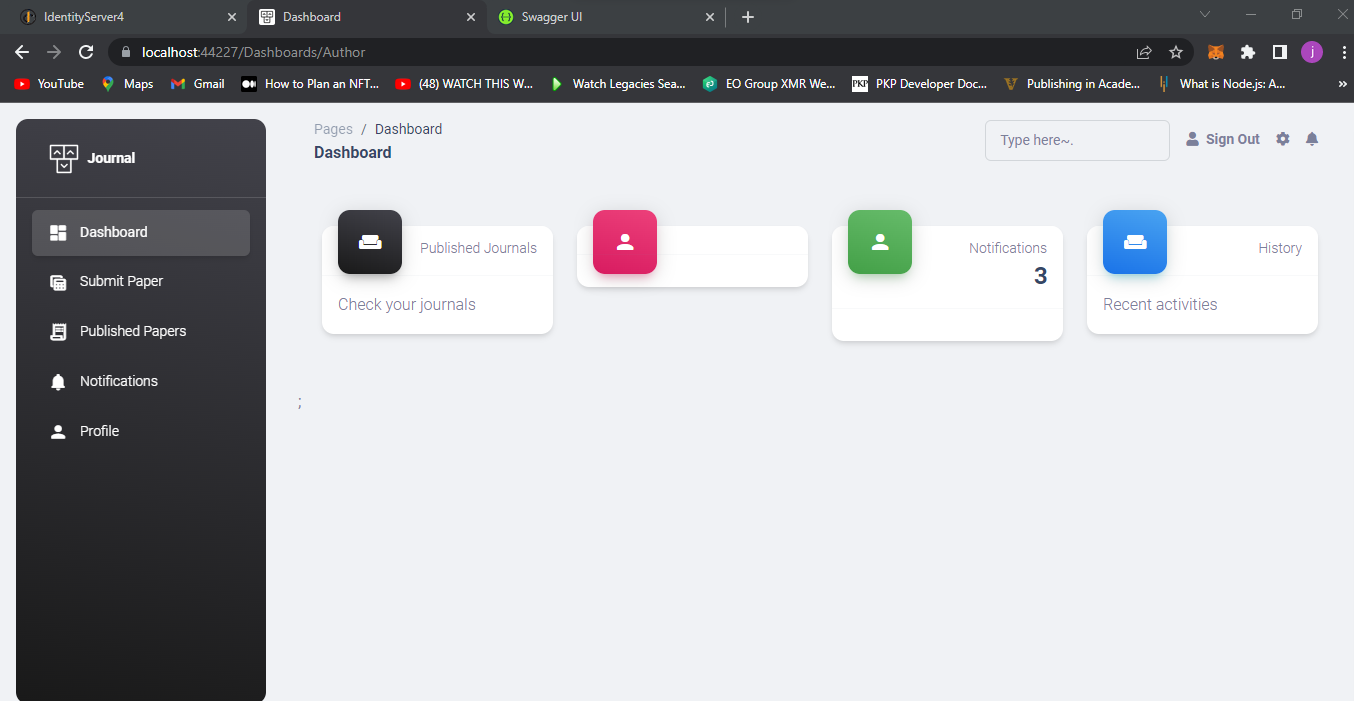 IdentityServer4
Dashboard
Swagger UI
localhost:44227/Dashboards/Author
j
YouTube
Maps
Gmail
How to Plan an NFT...
(48) WATCH THIS W...
Watch Legacies Sea...
EO Group XMR We...
PKP
PKP Developer Doc...
Publishing in Acade...
What is Node.js: A...
»
Journal
Dashboard
Submit Paper
Published Papers
Notifications
Profile
Pages / Dashboard
Dashboard
Type here~.
Sign Out
Published Journals
Check your journals
Notifications
3
History
Recent activities
;